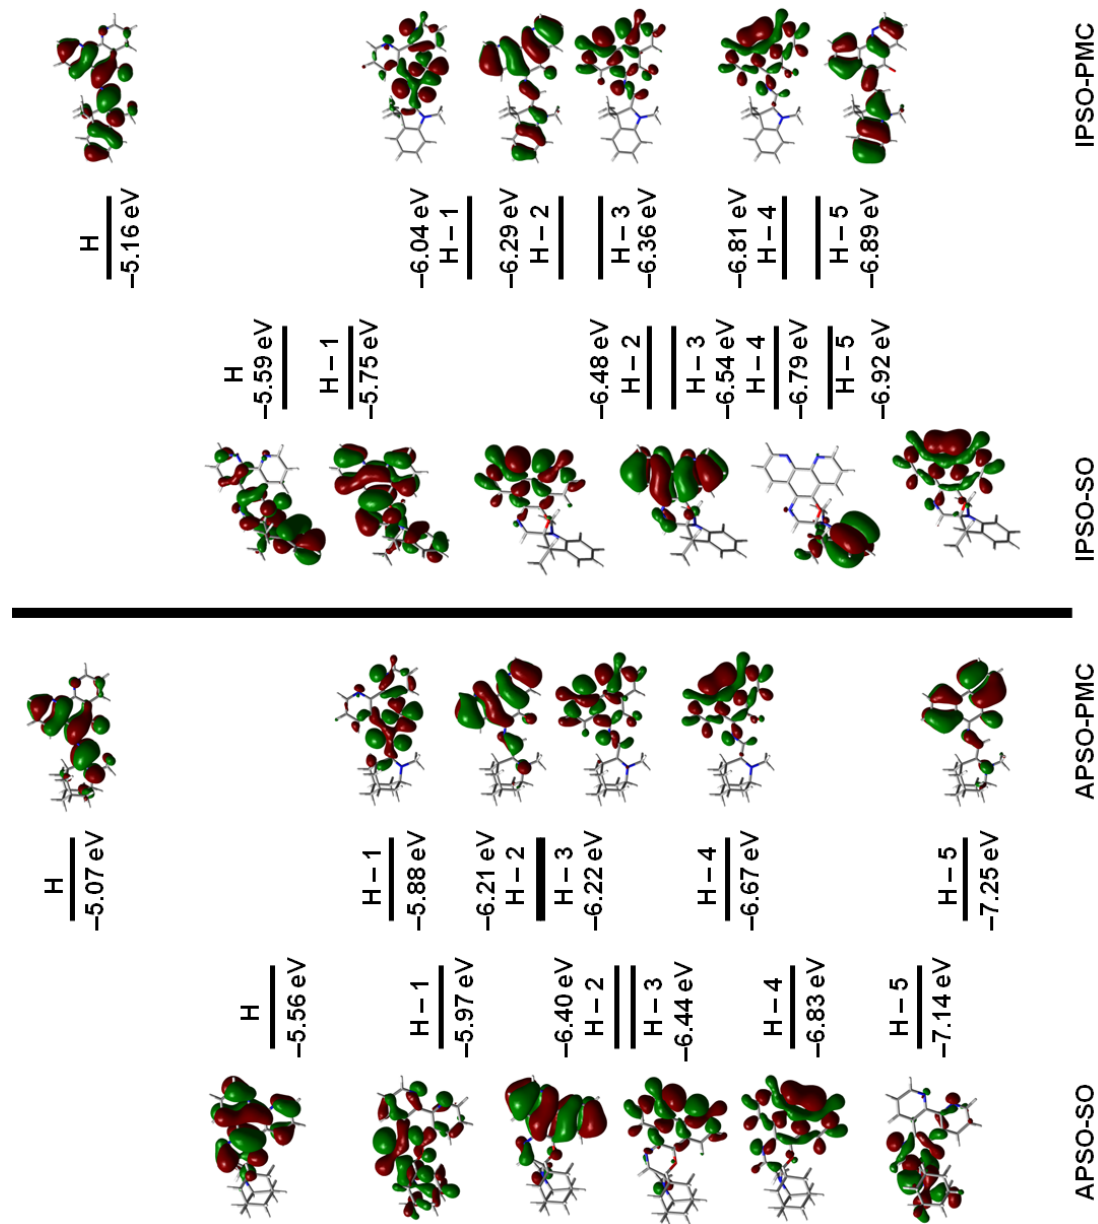 H
−5.56 eV
H − 1
−5.97 eV
−6.40 eV
H − 2
H − 3
−6.44 eV
H − 4
−6.83 eV
H − 5
−7.14 eV
APSO-SO
H
−5.07 eV
H − 1
−5.88 eV
−6.21 eV
H − 2
H − 3
−6.22 eV
H − 4
−6.67 eV
H − 5
−7.25 eV
APSO-PMC
H
−5.59 eV
H − 1
−5.75 eV
−6.48 eV
H − 2
H − 3
−6.54 eV
H − 4
−6.79 eV
H − 5
−6.92 eV
IPSO-SO
H
−5.16 eV
−6.04 eV
H − 1
−6.29 eV
H − 2
H − 3
−6.36 eV
−6.81 eV
H − 4
H − 5
−6.89 eV
IPSO-PMC